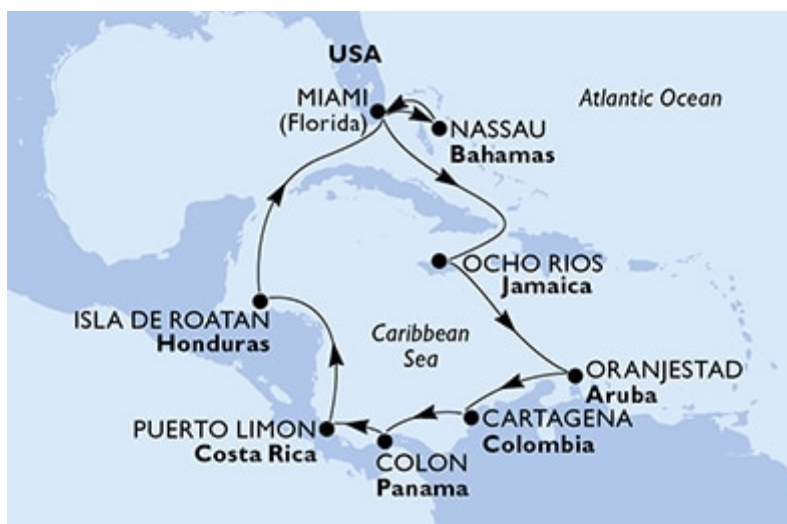 USA
MIAMI
(Florida)
Atlantic Ocean
NASSAU
Bahamas
OCHO RIOS
Jamaica
ISLA DE ROATAN
Honduras
Caribbean
Sea
ORANJESTAD
Aruba
CARTAGENA
Colombia
PUERTO LIMON
Costa Rica
COLON
Panama